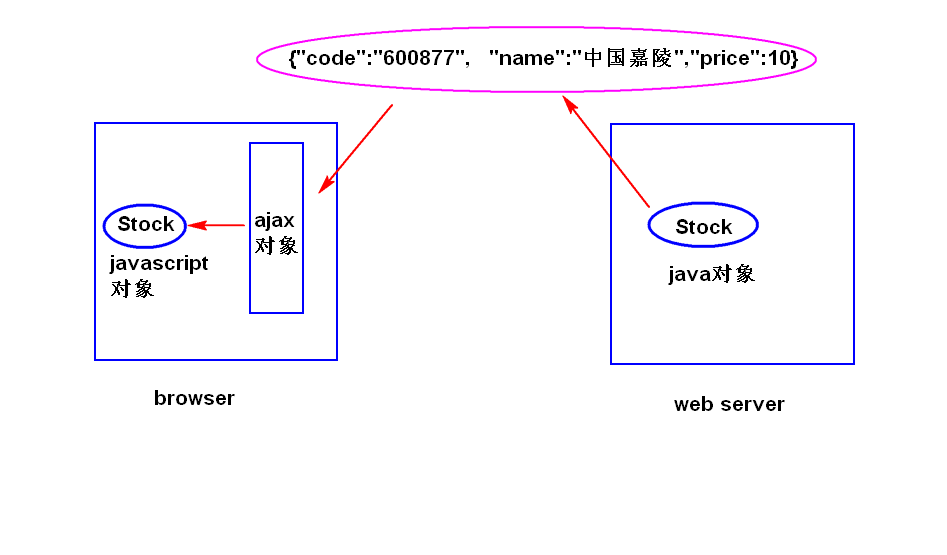 {"code":"600877", "name":"中国嘉陵","price":10}
Stock
javascript
对象
ajax
对象
browser
Stock
java对象
web server